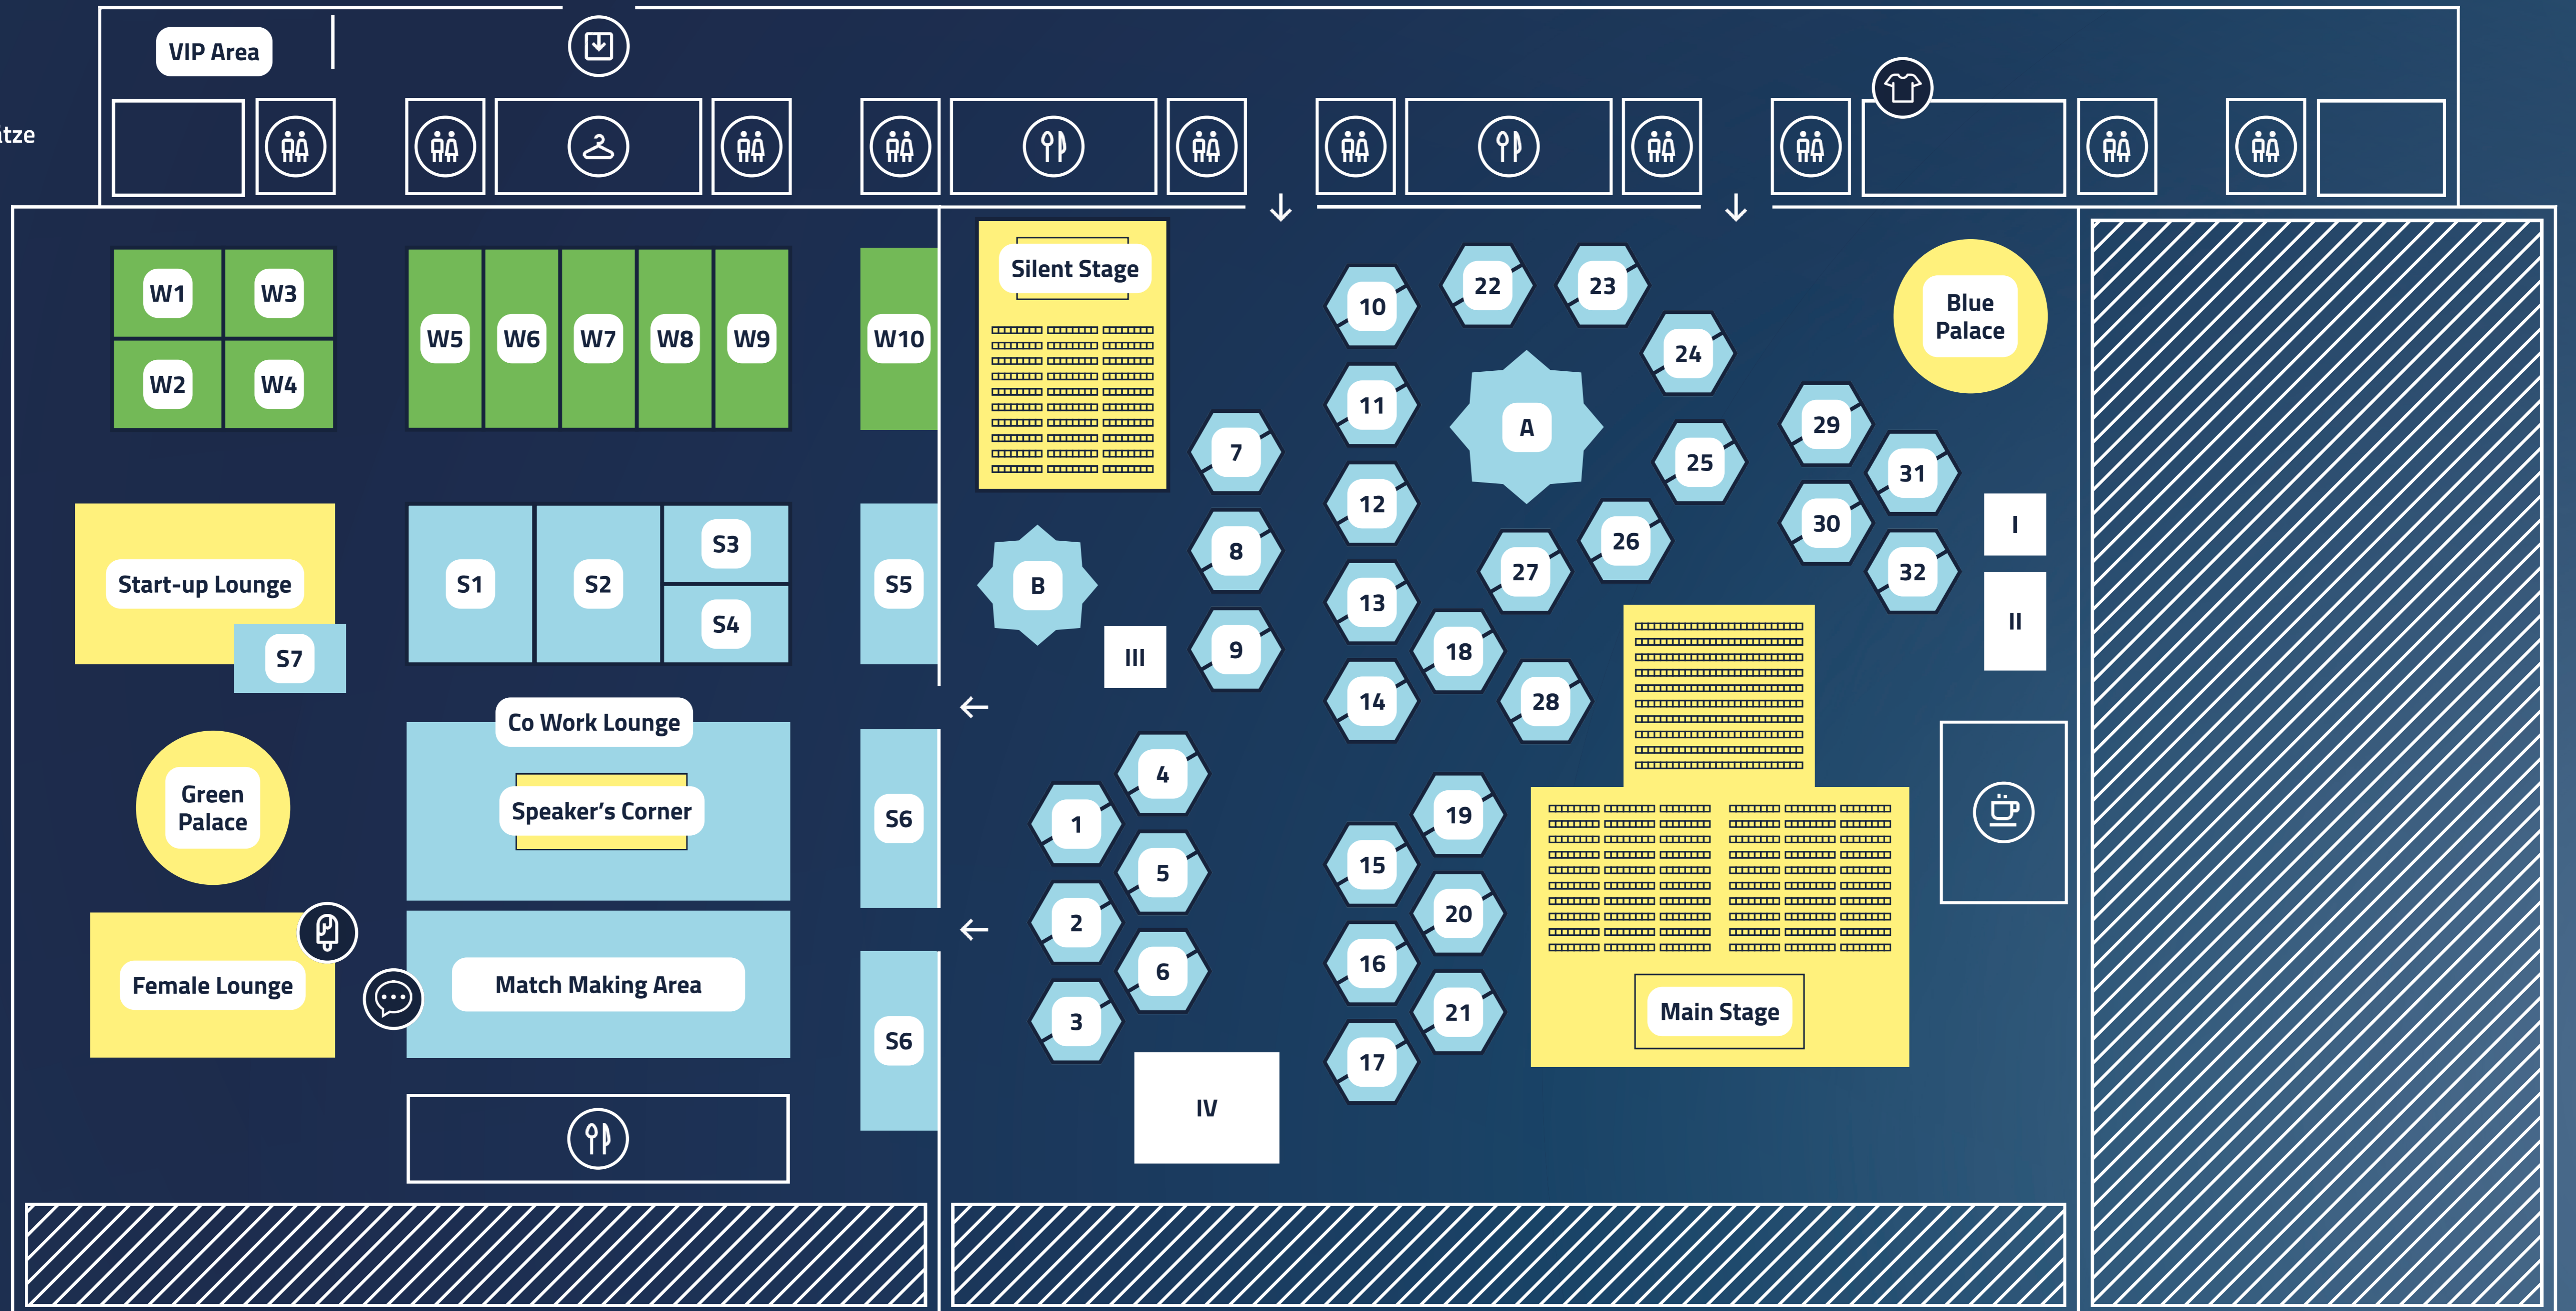 VIP Area
ätze
W1
W3
W2
W4
W5
W6
W7
W8
W9
W10
Start-up Lounge
S7
S1
S2
S3
S4
S5
Co Work Lounge
Speaker's Corner
Green
Palace
S6
Female Lounge
Match Making Area
S6
Silent Stage
B
III
7
8
9
10
11
12
13
14
22
23
24
A
25
26
27
18
28
Blue
Palace
29
31
30
32
I
II
4
1
5
2
6
3
IV
19
15
20
16
21
17
Main Stage